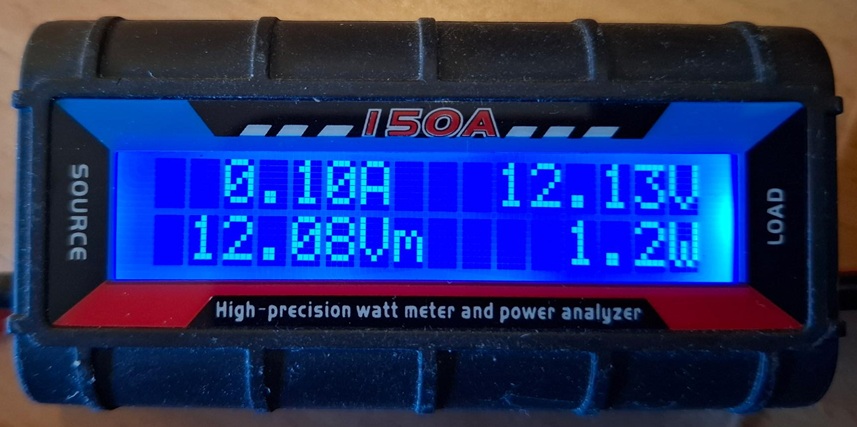 150A
SOURCE
0.10A 12.13V
12.08Vm 1.2W
LOAD
High-precision watt meter and power analyzer